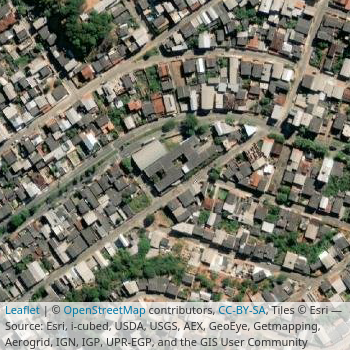 Leaflet | © OpenStreetMap contributors, CC-BY-SA, Tiles © Esri —
Source: Esri, i-cubed, USDA, USGS, AEX, GeoEye, Getmapping,
Aerogrid, IGN, IGP, UPR-EGP, and the GIS User Community